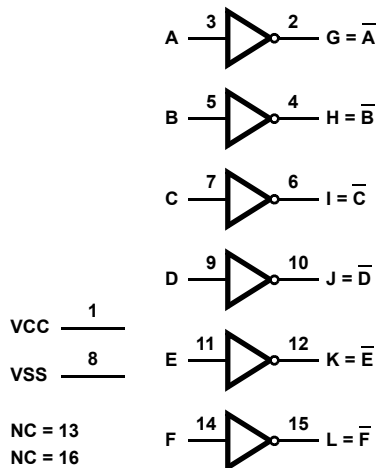 A 3 2 G = A̅
B 5 4 H = B̅
C 7 6 I = C̅
D 9 10 J = D̅
VCC 1
E 11 12 K = E̅
VSS 8
F 14 15 L = F̅
NC = 13
NC = 16